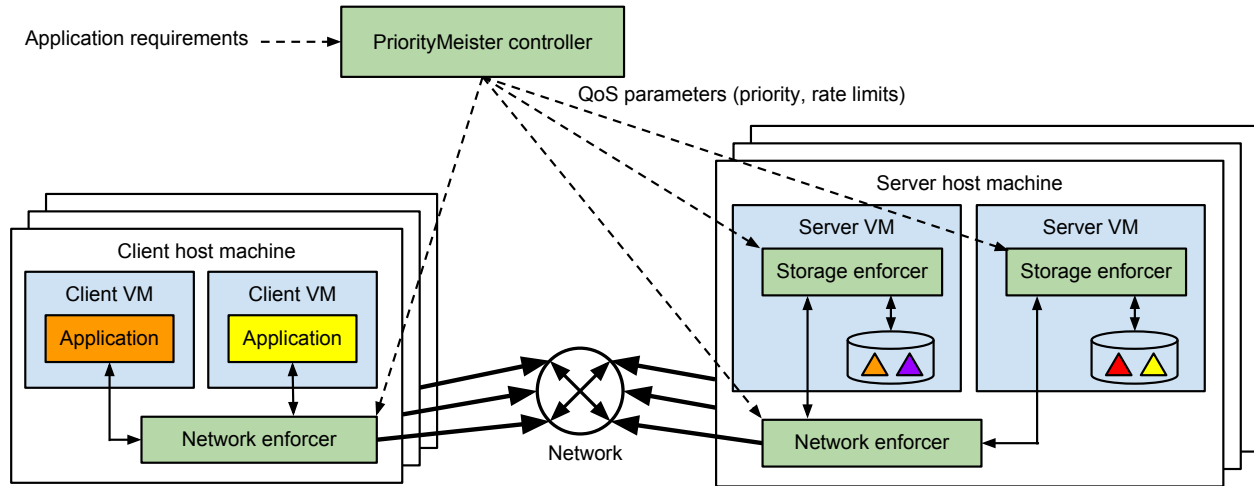 Application requirements
PriorityMeister controller
QoS parameters (priority, rate limits)
Client host machine
Client VM
Client VM
Application
Application
Network enforcer
Network
Server host machine
Server VM
Server VM
Storage enforcer
Storage enforcer
Network enforcer